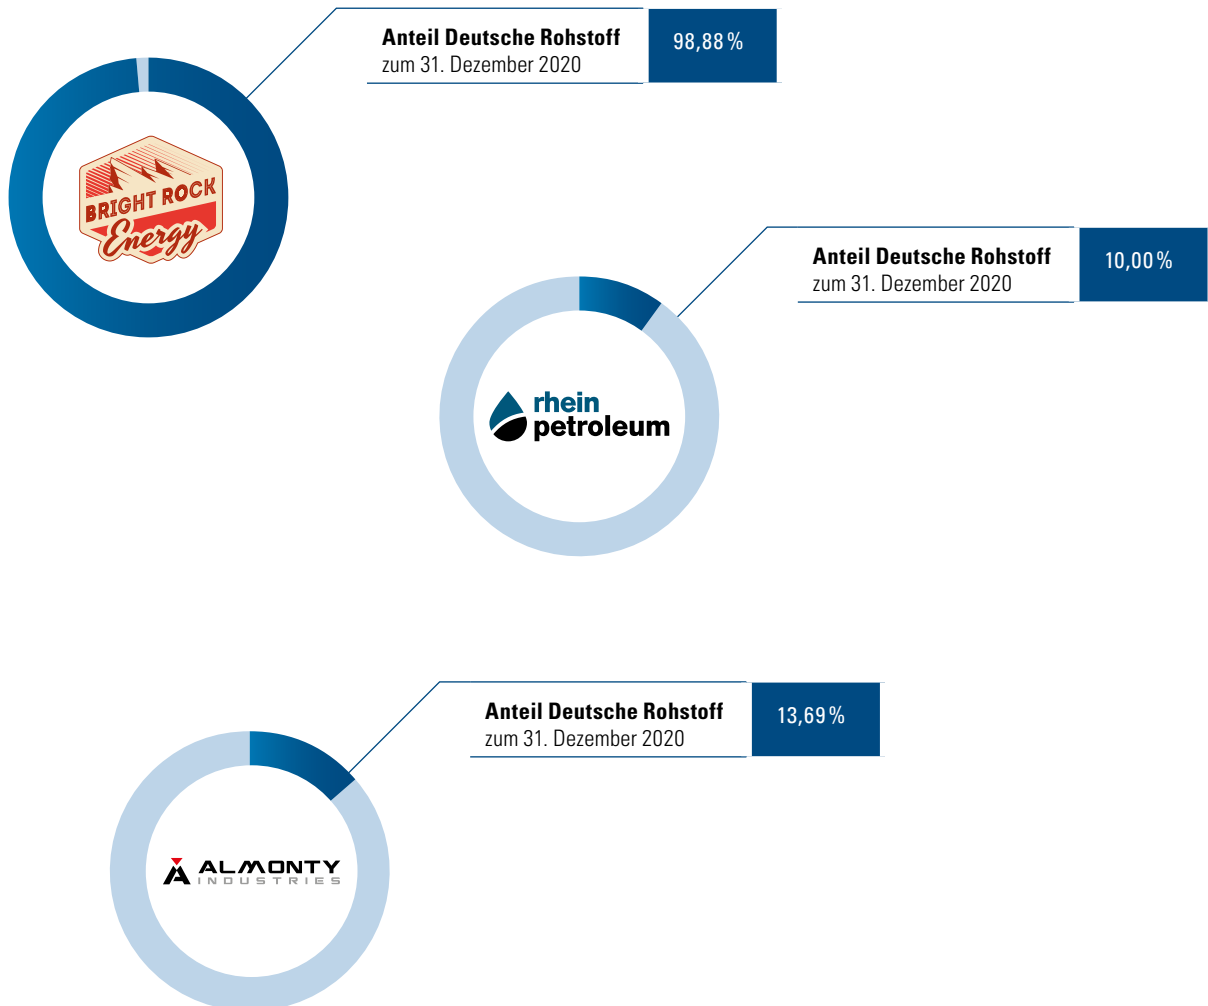 Anteil Deutsche Rohstoff
zum 31. Dezember 2020
98,88 %
BRIGHT ROCK
Energy
Anteil Deutsche Rohstoff
zum 31. Dezember 2020
10,00 %
rhein
petroleum
Anteil Deutsche Rohstoff
zum 31. Dezember 2020
13,69 %
ALMONTY
INDUSTRIES